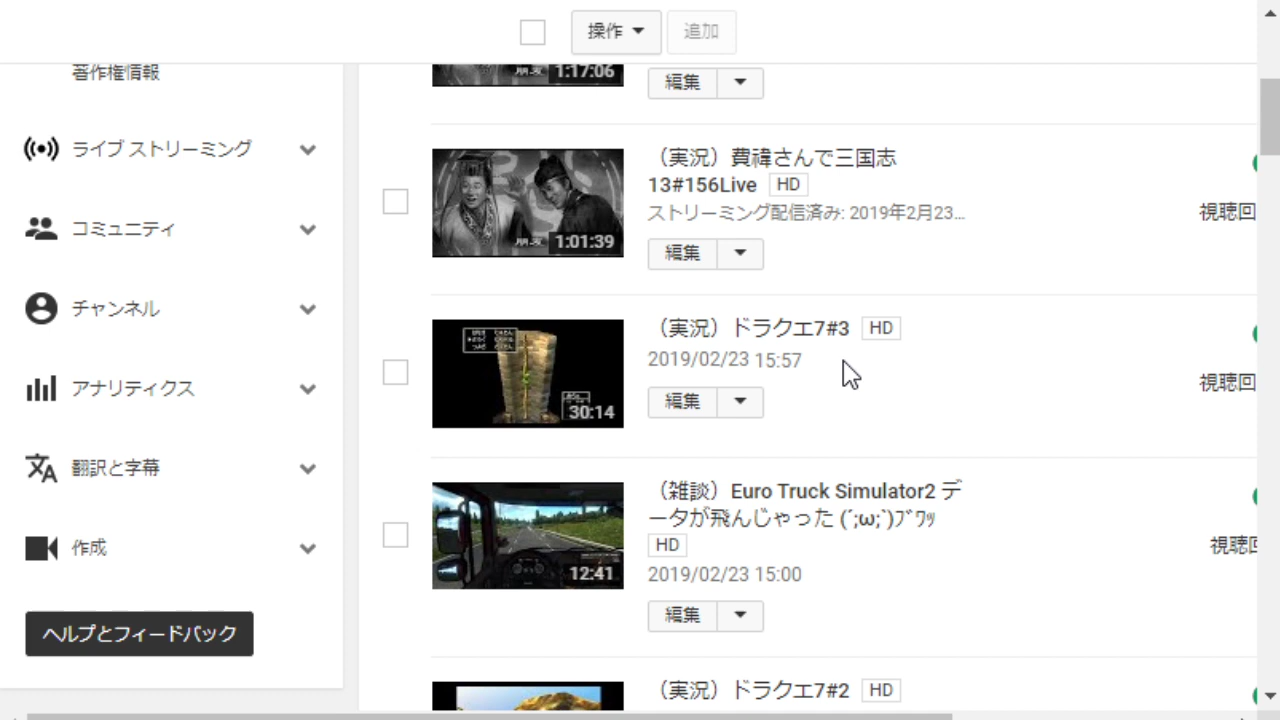 操作
追加
著作権情報
ライブ ストリーミング
コミュニティ
チャンネル
アナリティクス
翻訳と字幕
作成
ヘルプとフィードバック
1:17:06
編集
（実況）費禕さんで三国志
13#156Live HD
ストリーミング配信済み: 2019年2月23...
視聴回
朋友 1:01:39
編集
（実況）ドラクエ7#3 HD
2019/02/23 15:57
視聴回
30:14
編集
（雑談）Euro Truck Simulator2 デ
ータが飛んじゃった (´;ω;`)ﾌﾞﾜｯ
HD
視聴回
2019/02/23 15:00
12:41
編集
（実況）ドラクエ7#2 HD